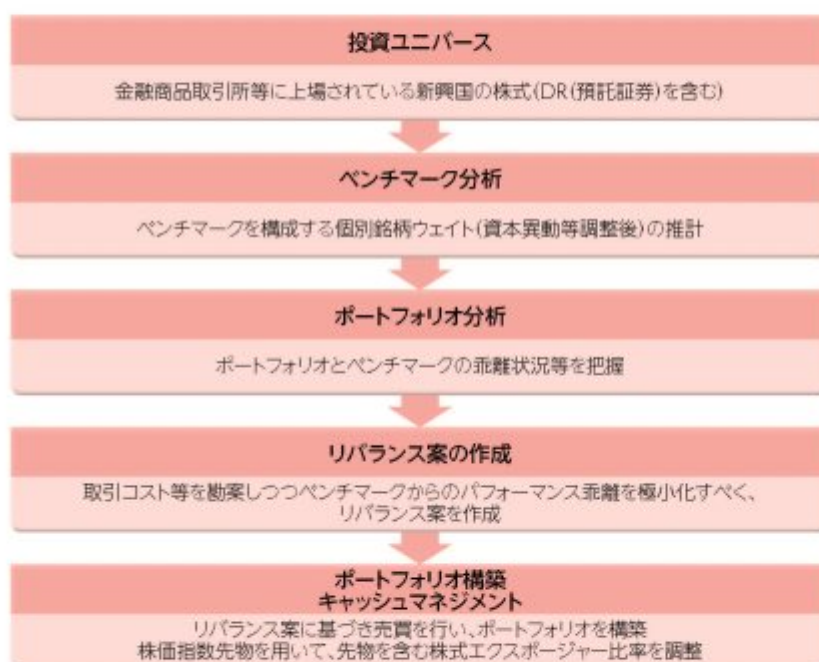 投資ユニバース
金融商品取引所等に上場されている新興国の株式(DR(預託証券)を含む)
ベンチマーク分析
ベンチマークを構成する個別銘柄ウェイト(資本異動等調整後)の推計
ポートフォリオ分析
ポートフォリオとベンチマークの乖離状況等を把握
リバランス案の作成
取引コスト等を勘案しつつベンチマークからのパフォーマンス乖離を極小化すべく、
リバランス案を作成
ポートフォリオ構築
キャッシュマネジメント
リバランス案に基づき売買を行い、ポートフォリオを構築
株価指数先物を用いて、先物を含む株式エクスポージャー比率を調整